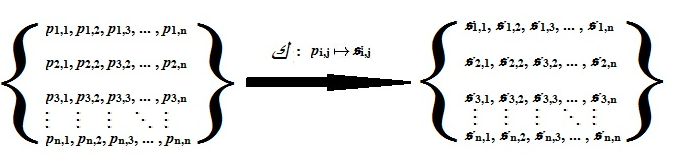 p1,1, p1,2, p1,3, ... , p1,n
p2,1, p2,2, p3,2, ... , p2,n
p3,1, p3,2, p3,3, ... , p3,n
pn,1, pn,2, pn,3, ... , pn,n
ك : pi,j ↦ 𝓼i,j
𝓼1,1, 𝓼1,2, 𝓼1,3, ... , 𝓼1,n
𝓼2,1, 𝓼2,2, 𝓼3,2, ... , 𝓼2,n
𝓼3,1, 𝓼3,2, 𝓼3,3, ... , 𝓼3,n
𝓼n,1, 𝓼n,2, 𝓼n,3, ... , 𝓼n,n